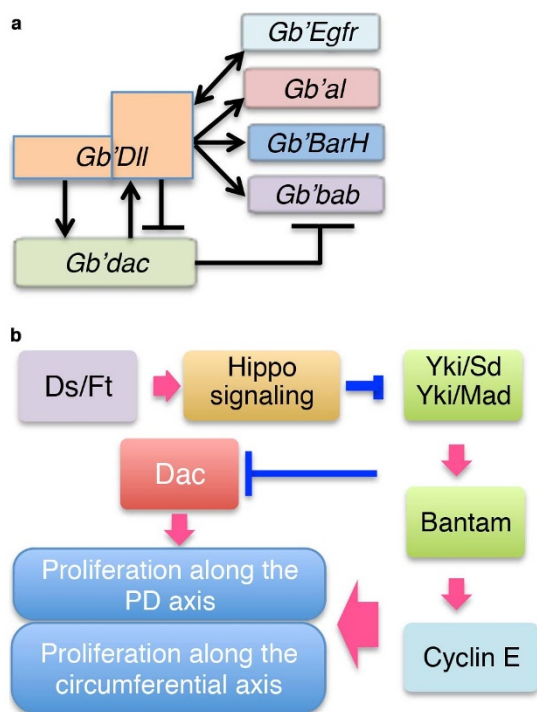 a
Gb'Egfr
Gb'al
Gb'Dll
Gb'BarH
Gb'bab
Gb'dac
b
Ds/Ft
Hippo
signaling
Yki/Sd
Yki/Mad
Dac
Bantam
Proliferation along the
PD axis
Proliferation along the
circumferential axis
Cyclin E